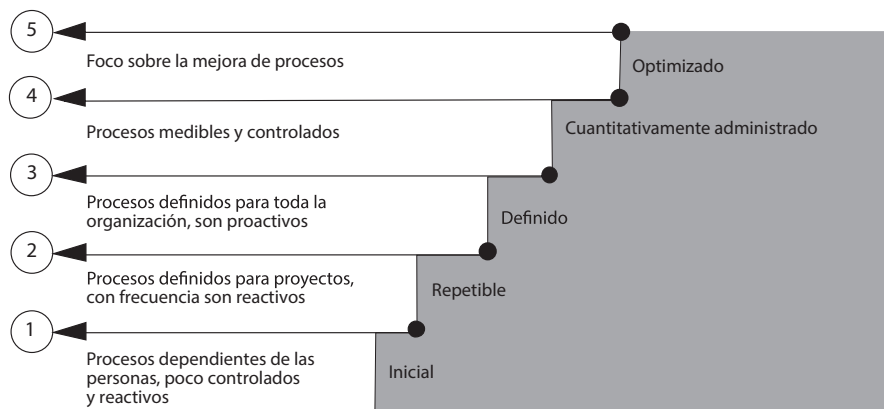 5
Foco sobre la mejora de procesos
Optimizado
4
Procesos medibles y controlados
Cuantitativamente administrado
3
Procesos definidos para toda la
organización, son proactivos
Definido
2
Procesos definidos para proyectos,
con frecuencia son reactivos
Repetible
1
Procesos dependientes de las
personas, poco controlados
y reactivos
Inicial